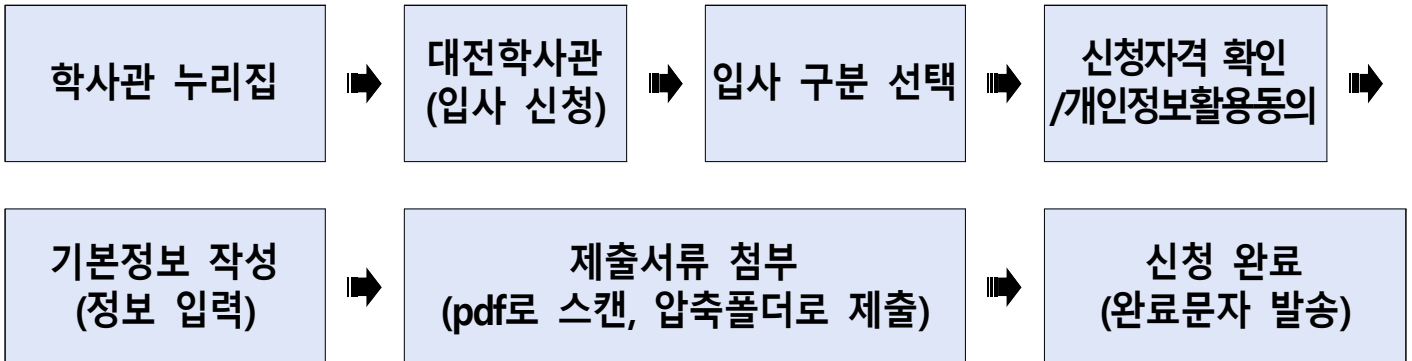 학사관 누리집
대전학사관
(입사 신청)
입사 구분 선택
신청자격 확인
/개인정보활용동의
기본정보 작성
(정보 입력)
제출서류 첨부
(pdf로 스캔, 압축폴더로 제출)
신청 완료
(완료문자 발송)